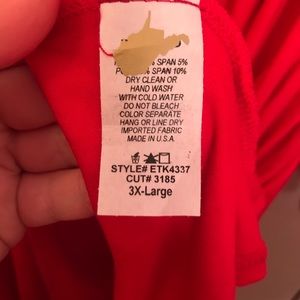 % SPAN 5%
% SPAN 10%
DRY CLEAN OR
HAND WASH
WITH COLD WATER
DO NOT BLEACH
COLOR SEPARATE
HANG OR LINE DRY
IMPORTED FABRIC
MADE IN U.S.A.
STYLE# ETK4337
CUT# 3185
3X-Large